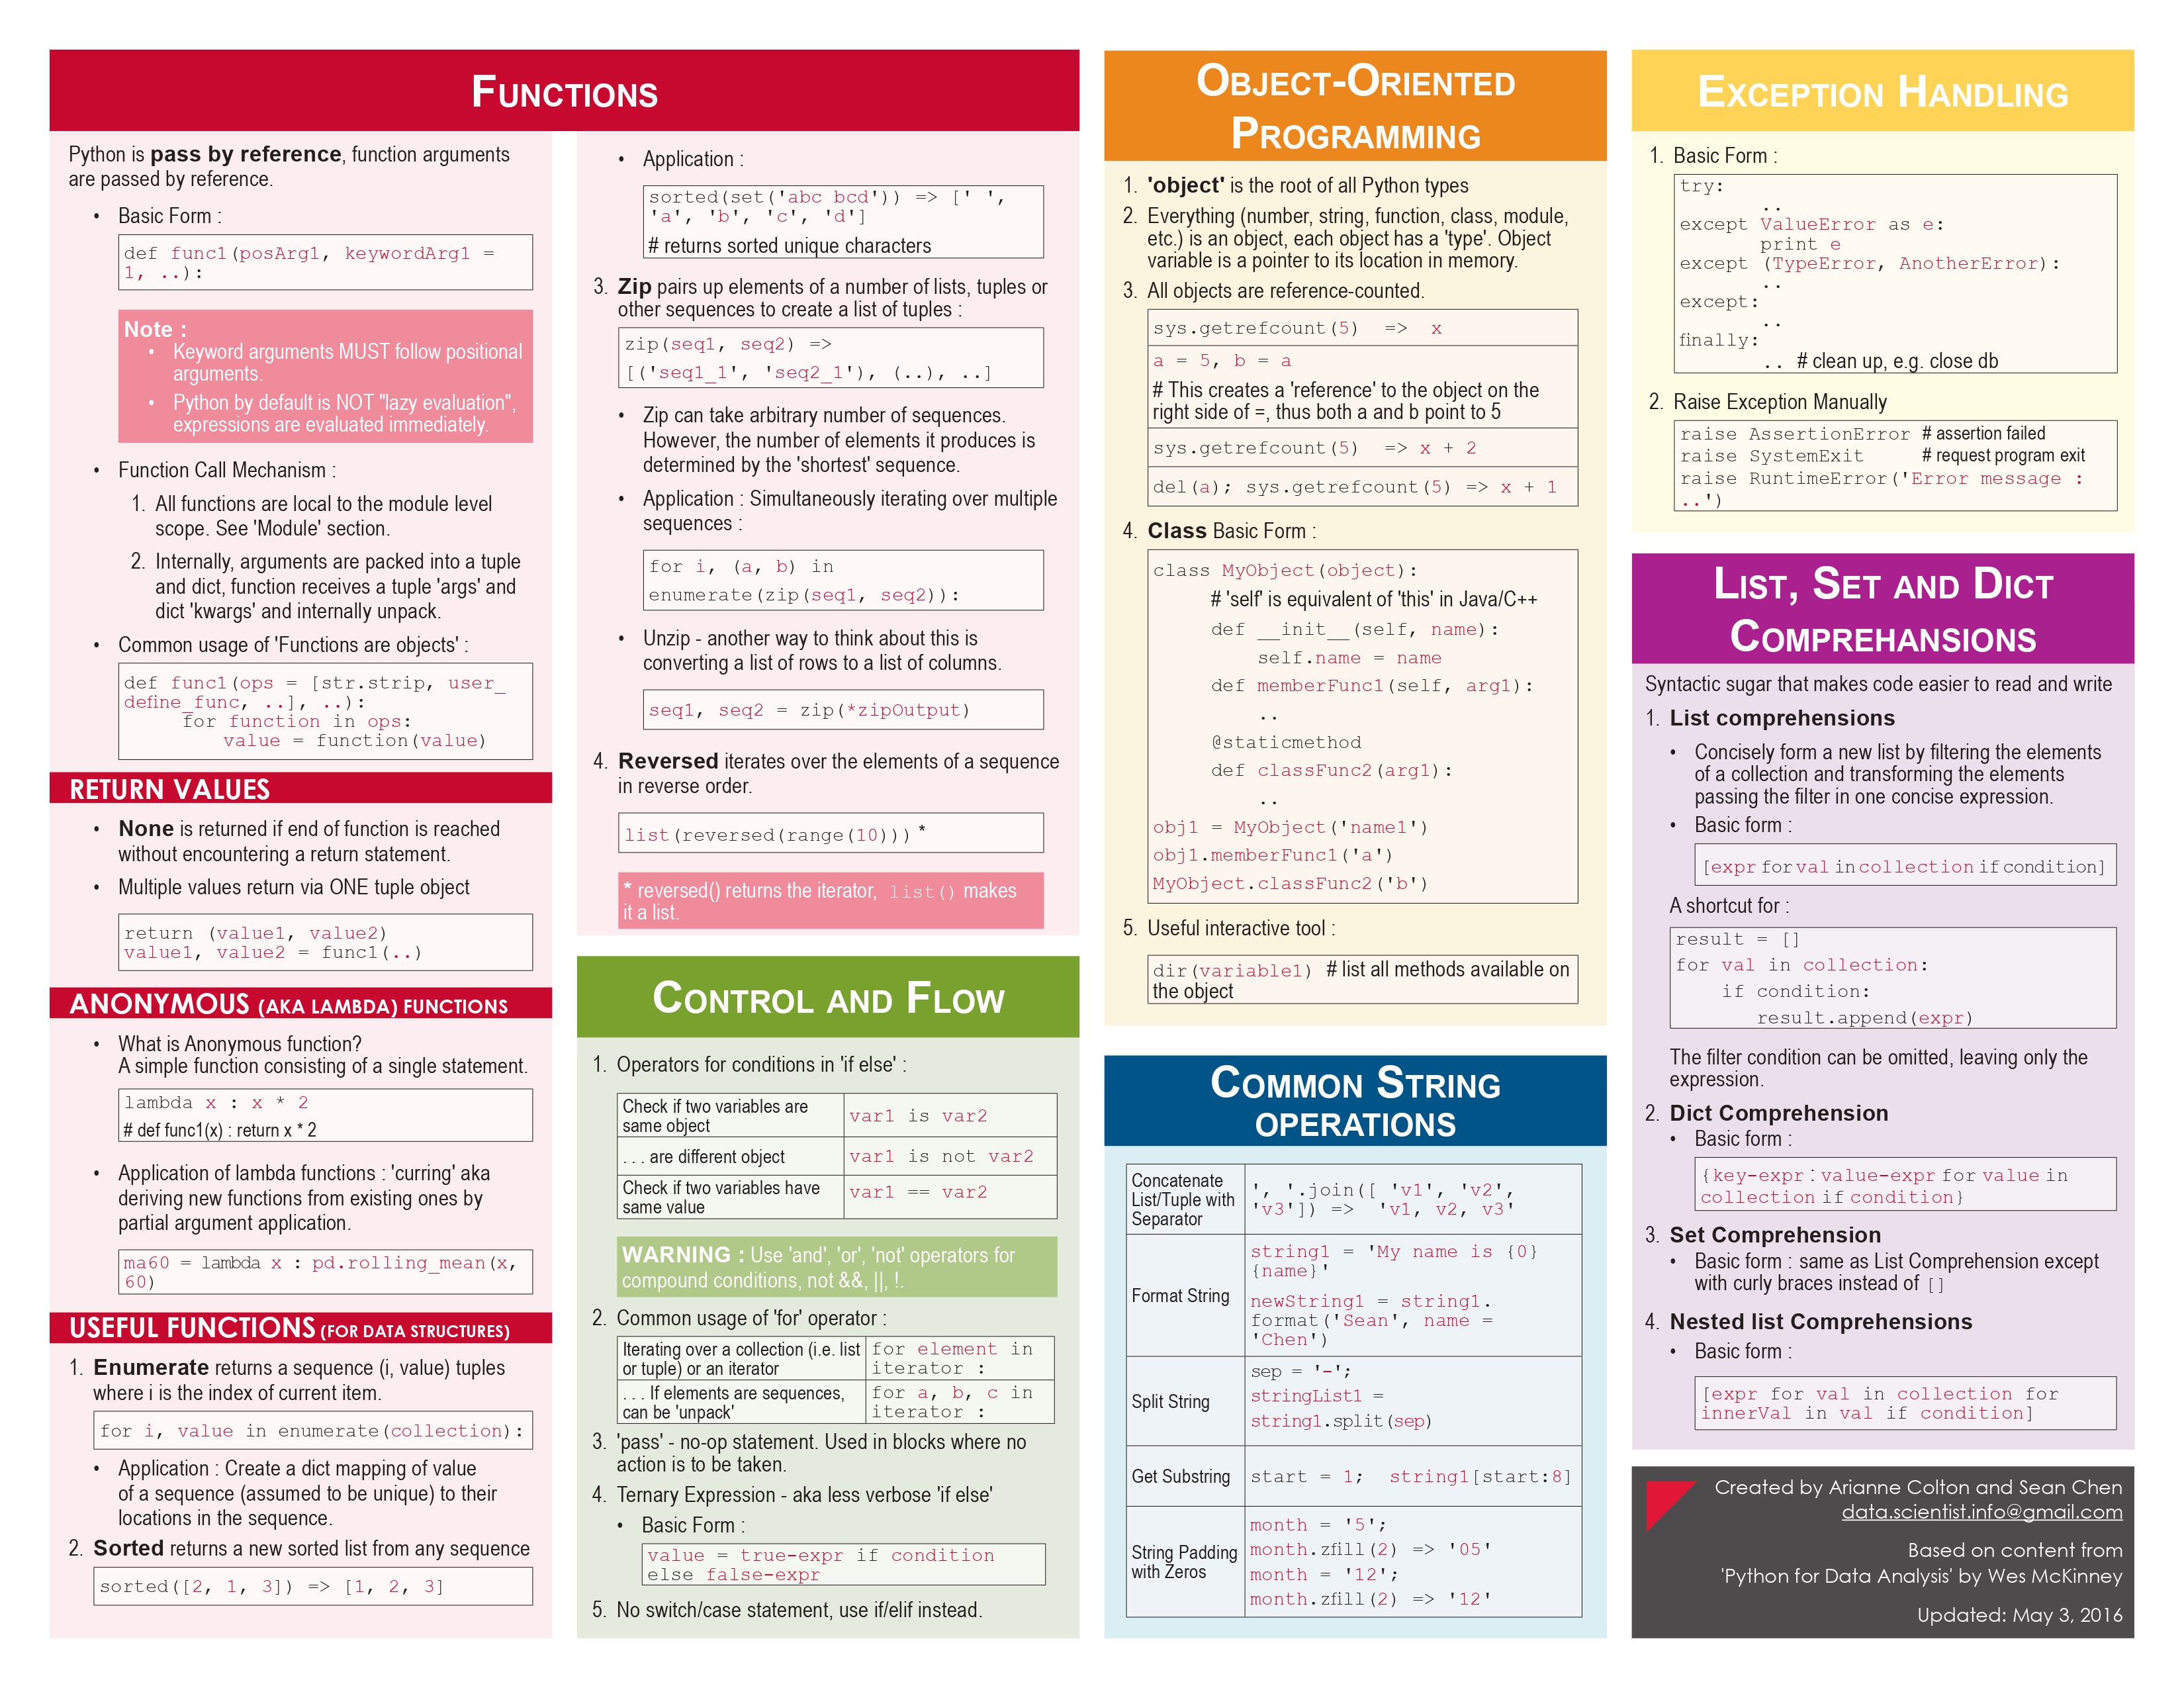 FUNCTIONS
Python is pass by reference, function arguments
are passed by reference.
• Basic Form :
def func1(posArg1, keywordArg1 =
1, ..):
Note :
• Keyword arguments MUST follow positional
arguments.
• Python by default is NOT "lazy evaluation",
expressions are evaluated immediately.
• Function Call Mechanism :
1. All functions are local to the module level
scope. See 'Module' section.
2. Internally, arguments are packed into a tuple
and dict, function receives a tuple 'args' and
dict 'kwargs' and internally unpack.
• Common usage of 'Functions are objects' :
def func1(ops = [str.strip, user_
define_func, ..], ..):
for function in ops:
value = function(value)
RETURN VALUES
• None is returned if end of function is reached
without encountering a return statement.
• Multiple values return via ONE tuple object
return (value1, value2)
value1, value2 = func1(..)
ANONYMOUS (AKA LAMBDA) FUNCTIONS
• What is Anonymous function?
A simple function consisting of a single statement.
lambda x : x * 2
# def func1(x) : return x * 2
• Application of lambda functions : 'curring' aka
deriving new functions from existing ones by
partial argument application.
ma60 = lambda x : pd.rolling_mean(x,
60)
USEFUL FUNCTIONS (FOR DATA STRUCTURES)
1. Enumerate returns a sequence (i, value) tuples
where i is the index of current item.
for i, value in enumerate(collection):
• Application : Create a dict mapping of value
of a sequence (assumed to be unique) to their
locations in the sequence.
2. Sorted returns a new sorted list from any sequence
sorted([2, 1, 3]) => [1, 2, 3]
• Application :
sorted(set('abc bcd')) => [' ',
'a', 'b', 'c', 'd']
# returns sorted unique characters
3. Zip pairs up elements of a number of lists, tuples or
other sequences to create a list of tuples :
zip(seq1, seq2) =>
[('seq1_1', 'seq2_1'), (..), ..]
• Zip can take arbitrary number of sequences.
However, the number of elements it produces is
determined by the 'shortest' sequence.
• Application : Simultaneously iterating over multiple
sequences :
for i, (a, b) in
enumerate(zip(seq1, seq2)):
• Unzip - another way to think about this is
converting a list of rows to a list of columns.
seq1, seq2 = zip(*zipOutput)
4. Reversed iterates over the elements of a sequence
in reverse order.
list(reversed(range(10))) *
* reversed() returns the iterator, list() makes
it a list.
CONTROL AND FLOW
1. Operators for conditions in 'if else' :
Check if two variables are
same object
var1 is var2
. . . are different object
var1 is not var2
Check if two variables have
same value
var1 == var2
WARNING : Use 'and', 'or', 'not' operators for
compound conditions, not &&, ||, !.
2. Common usage of 'for' operator :
Iterating over a collection (i.e. list
or tuple) or an iterator
for element in
iterator :
. . . If elements are sequences,
can be 'unpack'
for a, b, c in
iterator :
3. 'pass' - no-op statement. Used in blocks where no
action is to be taken.
4. Ternary Expression - aka less verbose 'if else'
• Basic Form :
value = true-expr if condition
else false-expr
5. No switch/case statement, use if/elif instead.
OBJECT-ORIENTED
PROGRAMMING
1. 'object' is the root of all Python types
2. Everything (number, string, function, class, module,
etc.) is an object, each object has a 'type'. Object
variable is a pointer to its location in memory.
3. All objects are reference-counted.
sys.getrefcount(5) => x
a = 5, b = a
# This creates a 'reference' to the object on the
right side of =, thus both a and b point to 5
sys.getrefcount(5) => x + 2
del(a); sys.getrefcount(5) => x + 1
4. Class Basic Form :
class MyObject(object):
# 'self' is equivalent of 'this' in Java/C++
def __init__(self, name):
self.name = name
def memberFunc1(self, arg1):
..
@staticmethod
def classFunc2(arg1):
..
obj1 = MyObject('name1')
obj1.memberFunc1('a')
MyObject.classFunc2('b')
5. Useful interactive tool :
dir(variable1) # list all methods available on
the object
COMMON STRING
OPERATIONS
Concatenate
List/Tuple with
Separator
', '.join([ 'v1', 'v2',
'v3']) => 'v1, v2, v3'
Format String
string1 = 'My name is {0}
{name}'
newString1 = string1.
format('Sean', name =
'Chen')
Split String
sep = '-';
stringList1 =
string1.split(sep)
Get Substring
start = 1; string1[start:8]
String Padding
with Zeros
month = '5';
month.zfill(2) => '05'
month = '12';
month.zfill(2) => '12'
EXCEPTION HANDLING
1. Basic Form :
try:
..
except ValueError as e:
print e
except (TypeError, AnotherError):
..
except:
..
finally:
.. # clean up, e.g. close db
2. Raise Exception Manually
raise AssertionError # assertion failed
raise SystemExit # request program exit
raise RuntimeError('Error message :
..')
LIST, SET AND DICT
COMPREHANSIONS
Syntactic sugar that makes code easier to read and write
1. List comprehensions
• Concisely form a new list by filtering the elements
of a collection and transforming the elements
passing the filter in one concise expression.
• Basic form :
[expr for val in collection if condition]
A shortcut for :
result = []
for val in collection:
if condition:
result.append(expr)
The filter condition can be omitted, leaving only the
expression.
2. Dict Comprehension
• Basic form :
{key-expr : value-expr for value in
collection if condition}
3. Set Comprehension
• Basic form : same as List Comprehension except
with curly braces instead of []
4. Nested list Comprehensions
• Basic form :
[expr for val in collection for
innerVal in val if condition]
Created by Arianne Colton and Sean Chen
data.scientist.info@gmail.com
Based on content from
'Python for Data Analysis' by Wes McKinney
Updated: May 3, 2016